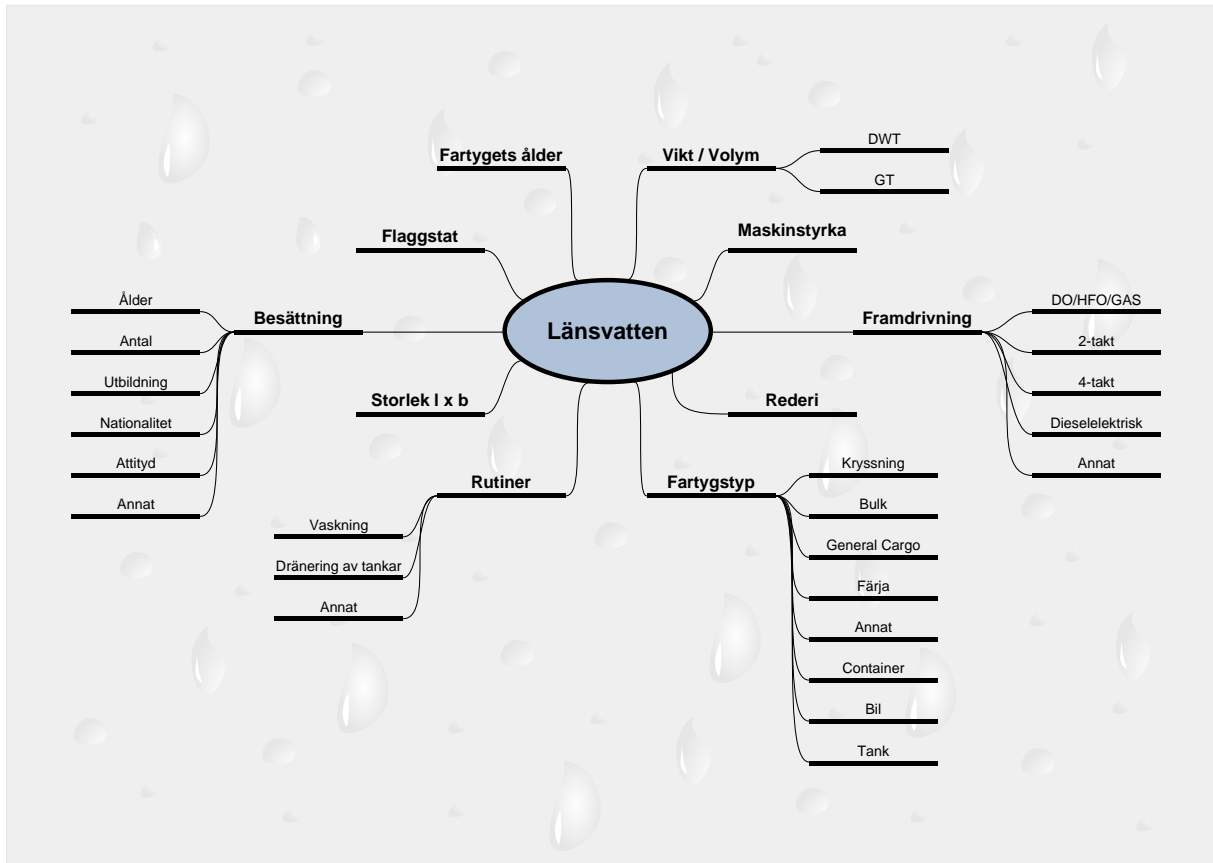 Länsvatten
Fartygets ålder
Vikt / Volym
DWT
GT
Flaggstat
Maskinstyrka
Besättning
Ålder
Antal
Utbildning
Nationalitet
Attityd
Annat
Framdrivning
DO/HFO/GAS
2-takt
4-takt
Dieselelektrisk
Annat
Storlek l x b
Rederi
Rutiner
Vaskning
Dränering av tankar
Annat
Fartygstyp
Kryssning
Bulk
General Cargo
Färja
Annat
Container
Bil
Tank